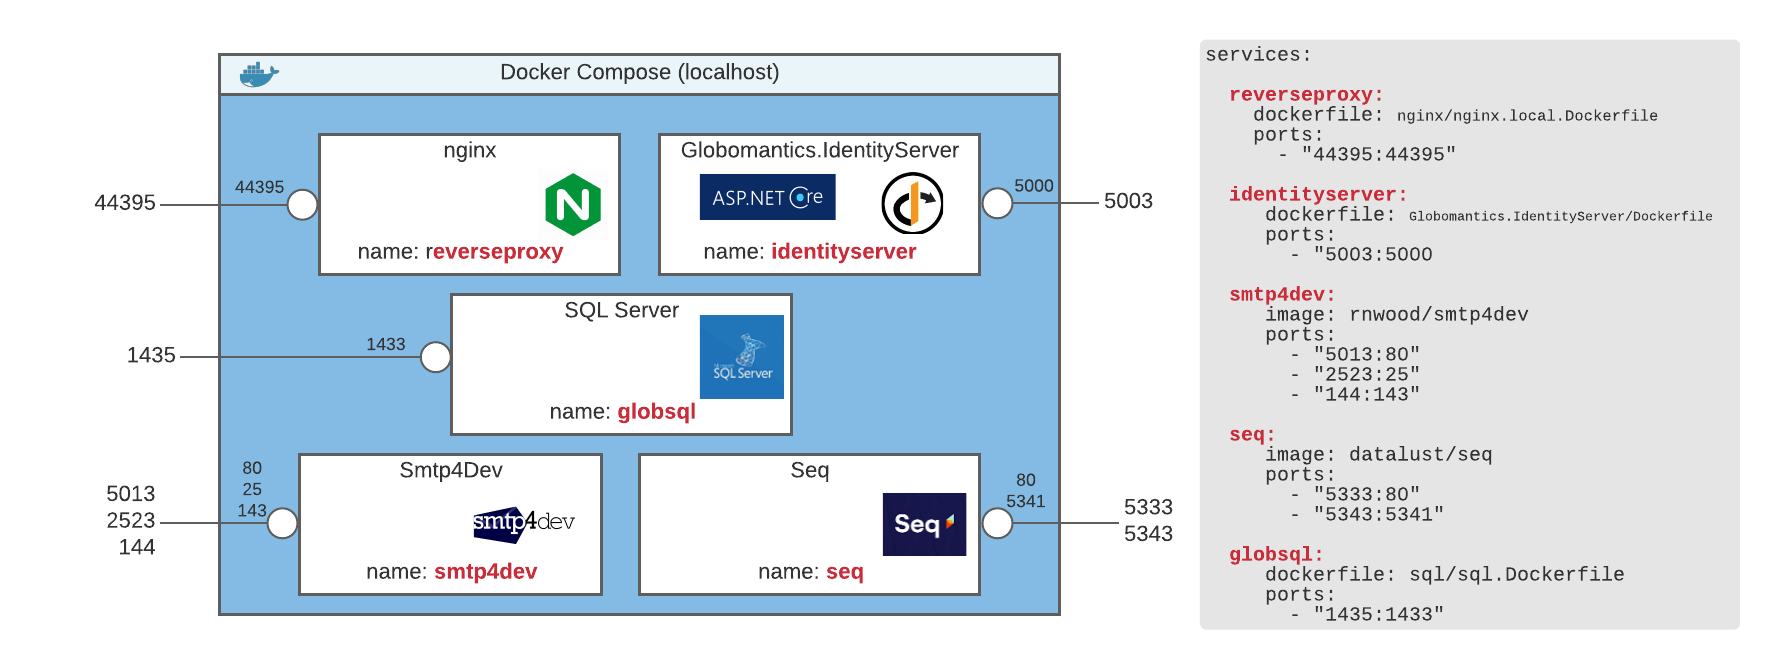 Docker Compose (localhost)
nginx
44395
44395
name: reverseproxy
Globomantics.IdentityServer
ASP.NET Core
5000
5003
name: identityserver
SQL Server
1433
1435
SQL Server
name: globsql
Smtp4Dev
80
25
143
5013
2523
144
smtp4dev
name: smtp4dev
Seq
80
5341
5333
5343
Seq
name: seq
services:
reverseproxy:
dockerfile: nginx/nginx.local.Dockerfile
ports:
- "44395:44395"
identityserver:
dockerfile: Globomantics.IdentityServer/Dockerfile
ports:
- "5003:5000
smtp4dev:
image: rnwood/smtp4dev
ports:
- "5013:80"
- "2523:25"
- "144:143"
seq:
image: datalust/seq
ports:
- "5333:80"
- "5343:5341"
globsql:
dockerfile: sql/sql.Dockerfile
ports:
- "1435:1433"